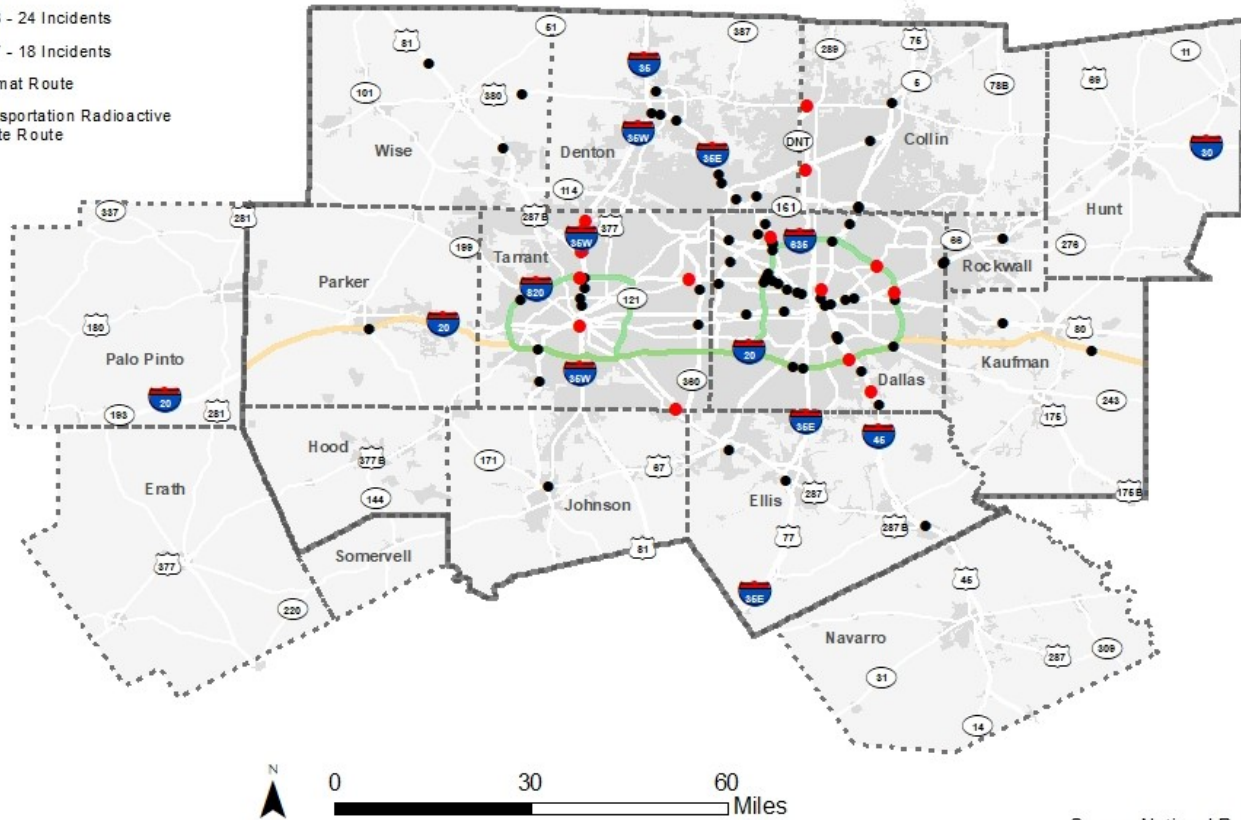 - 24 Incidents
- 18 Incidents
mat Route
sportation Radioactive
te Route
51
387
81
289
75
11
35
69
101
380
5
78B
35W
DNT
Collin
30
Wise
Denton
35E
114
Hunt
337
281
287B
377
161
35W
635
66
276
199
Tarrant
Rockwall
Parker
820
121
180
20
80
Palo Pinto
20
Kaufman
20
35W
360
Dallas
243
193
281
35E
175
45
Hood
377B
171
67
Erath
144
Johnson
Ellis
287
175B
287B
Somervell
81
77
377
45
35E
220
Navarro
309
287
31
14
N
0 30 60
Miles